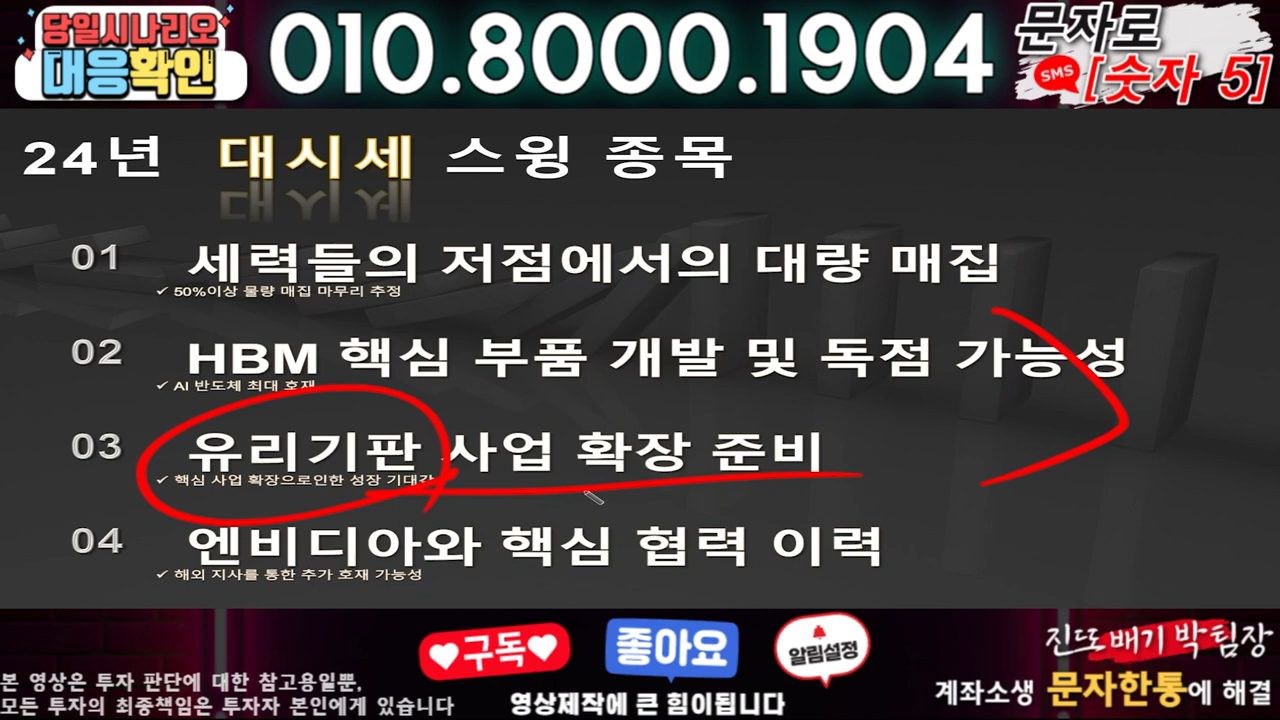 당일시나리오
대응확인
010.8000.1904
문자로
SMS [숫자 5]
24년 대시세 스윙 종목
01 세력들의 저점에서의 대량 매집
✓ 50%이상 물량 매집 마무리 추정
02 HBM 핵심 부품 개발 및 독점 가능성
✓ AI 반도체 최대 호재
03 유리기판 사업 확장 준비
✓ 핵심 사업 확장으로인한 성장 기대감
04 엔비디아와 핵심 협력 이력
✓ 해외 지사를 통한 추가 호재 가능성
구독
좋아요
알림설정
영상제작에 큰 힘이됩니다
본 영상은 투자 판단에 대한 참고용일뿐,
모든 투자의 최종책임은 투자자 본인에게 있습니다
진또배기 박팀장
계좌소생 문자한통에 해결